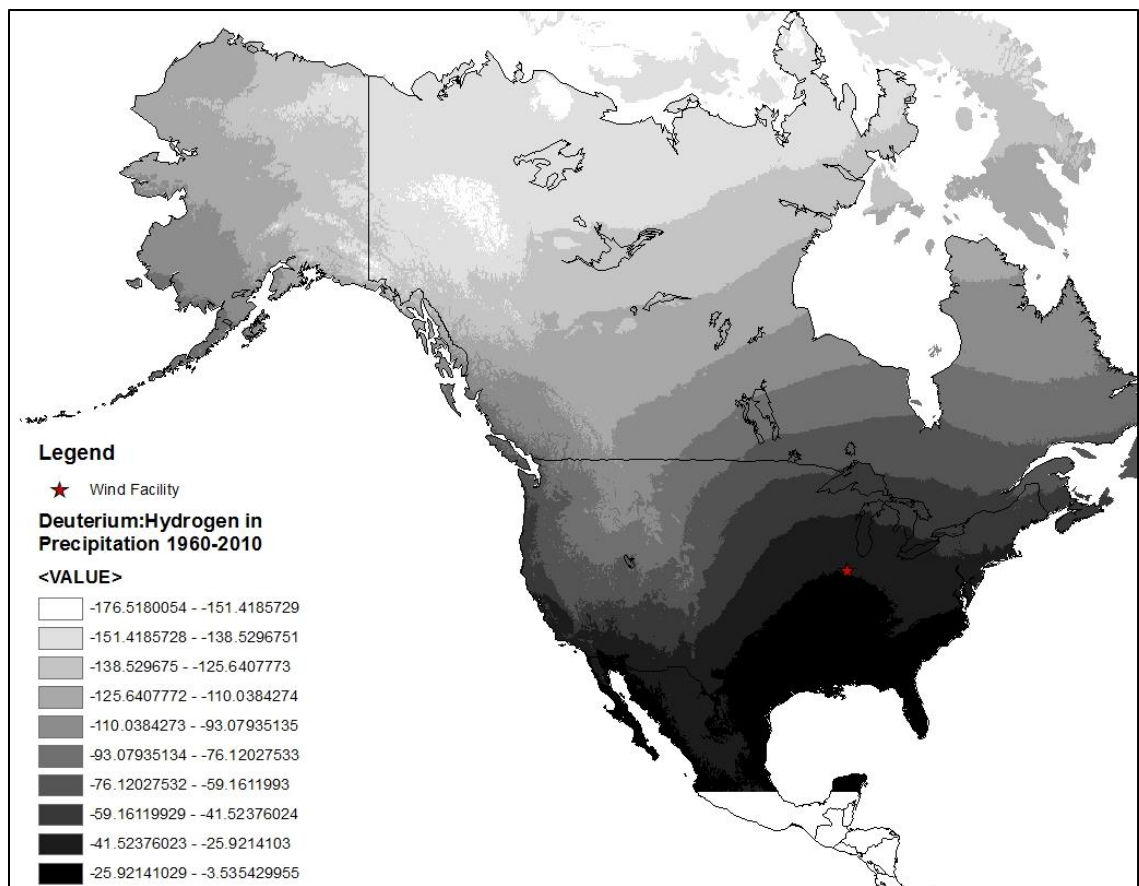 Legend
Wind Facility
Deuterium:Hydrogen in
Precipitation 1960-2010
<VALUE>
-176.5180054 - -151.4185729
-151.4185728 - -138.5296751
-138.529675 - -125.6407773
-125.6407772 - -110.0384274
-110.0384273 - -93.07935135
-93.07935134 - -76.12027533
-76.12027532 - -59.1611993
-59.16119929 - -41.52376024
-41.52376023 - -25.9214103
-25.92141029 - -3.535429955